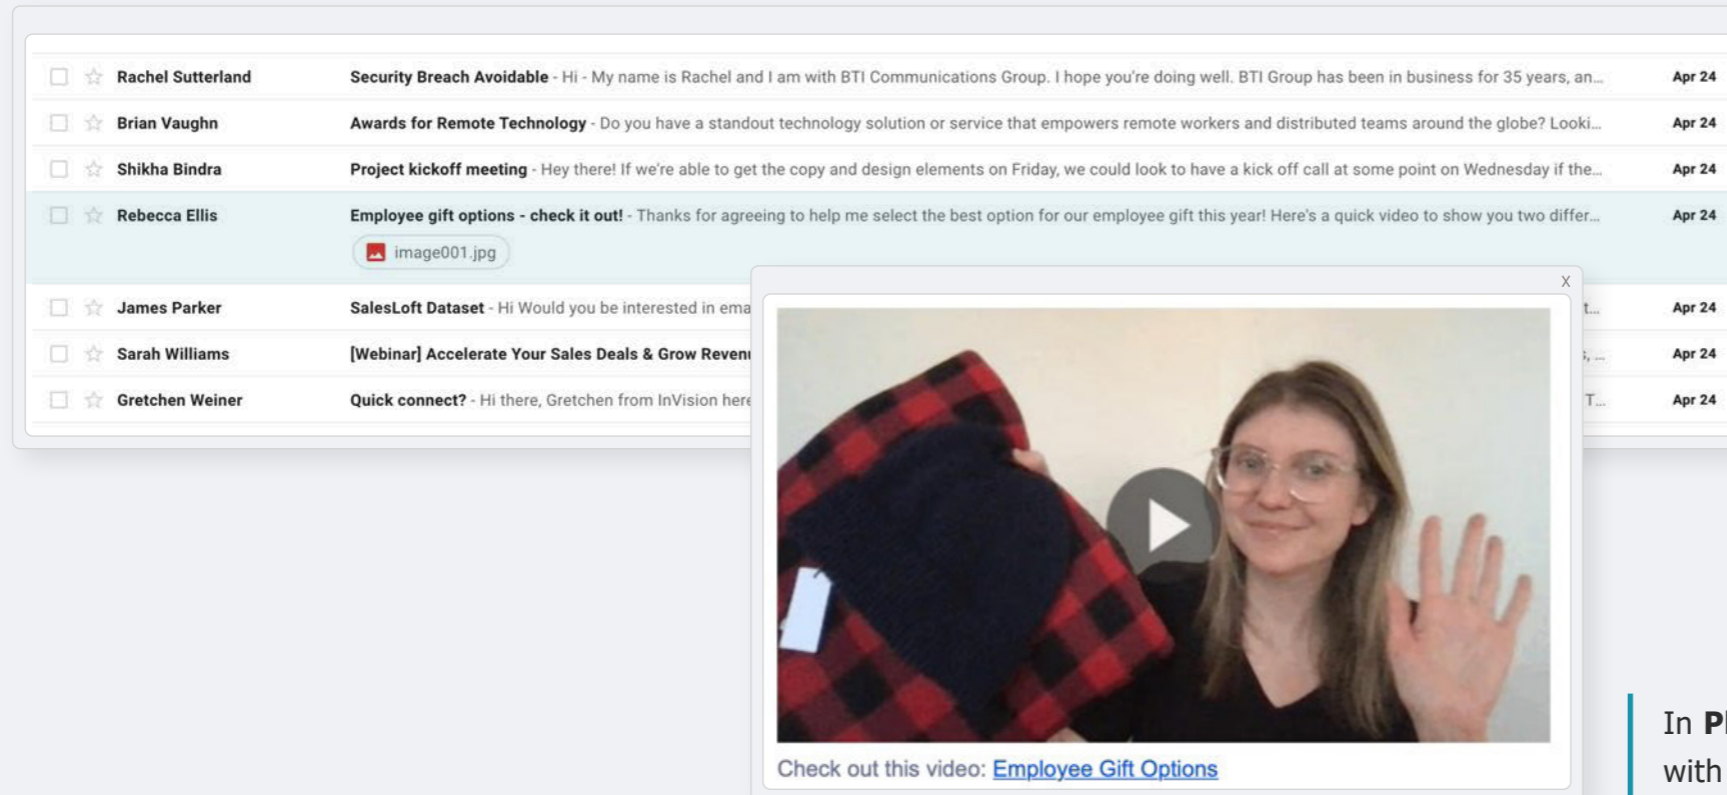 Rachel Sutterland Security Breach Avoidable - Hi - My name is Rachel and I am with BTI Communications Group. I hope you're doing well. BTI Group has been in business for 35 years, an... Apr 24
Brian Vaughn Awards for Remote Technology - Do you have a standout technology solution or service that empowers remote workers and distributed teams around the globe? Looki... Apr 24
Shikha Bindra Project kickoff meeting - Hey there! If we're able to get the copy and design elements on Friday, we could look to have a kick off call at some point on Wednesday if the... Apr 24
Rebecca Ellis Employee gift options - check it out! - Thanks for agreeing to help me select the best option for our employee gift this year! Here's a quick video to show you two differ... Apr 24
image001.jpg
X
James Parker SalesLoft Dataset - Hi Would you be interested in ema t... Apr 24
Sarah Williams [Webinar] Accelerate Your Sales Deals & Grow Revenu s, ... Apr 24
Gretchen Weiner Quick connect? - Hi there, Gretchen from InVision here T... Apr 24
Check out this video: Employee Gift Options
In
with